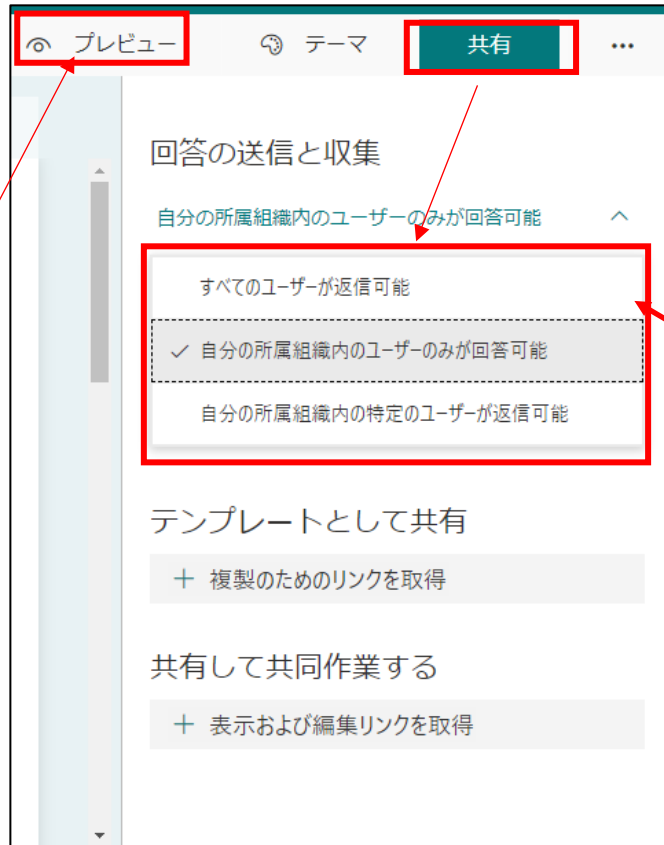 プレビュー テーマ 共有 …
回答の送信と収集
自分の所属組織内のユーザーのみが回答可能
すべてのユーザーが返信可能
自分の所属組織内のユーザーのみが回答可能
自分の所属組織内の特定のユーザーが返信可能
テンプレートとして共有
+ 複製のためのリンクを取得
共有して共同作業する
+ 表示および編集リンクを取得